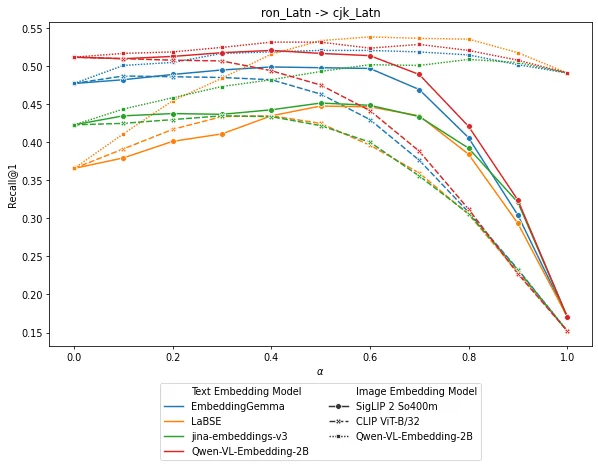 ron_Latn -> cjk_Latn
0.55
0.50
0.45
0.40
0.35
0.30
0.25
0.20
0.15
Recall@1
0.0 0.2 0.4 0.6 0.8 1.0
α
Text Embedding Model Image Embedding Model
EmbeddingGemma SigLIP 2 So400m
LaBSE CLIP ViT-B/32
jina-embeddings-v3 Qwen-VL-Embedding-2B
Qwen-VL-Embedding-2B